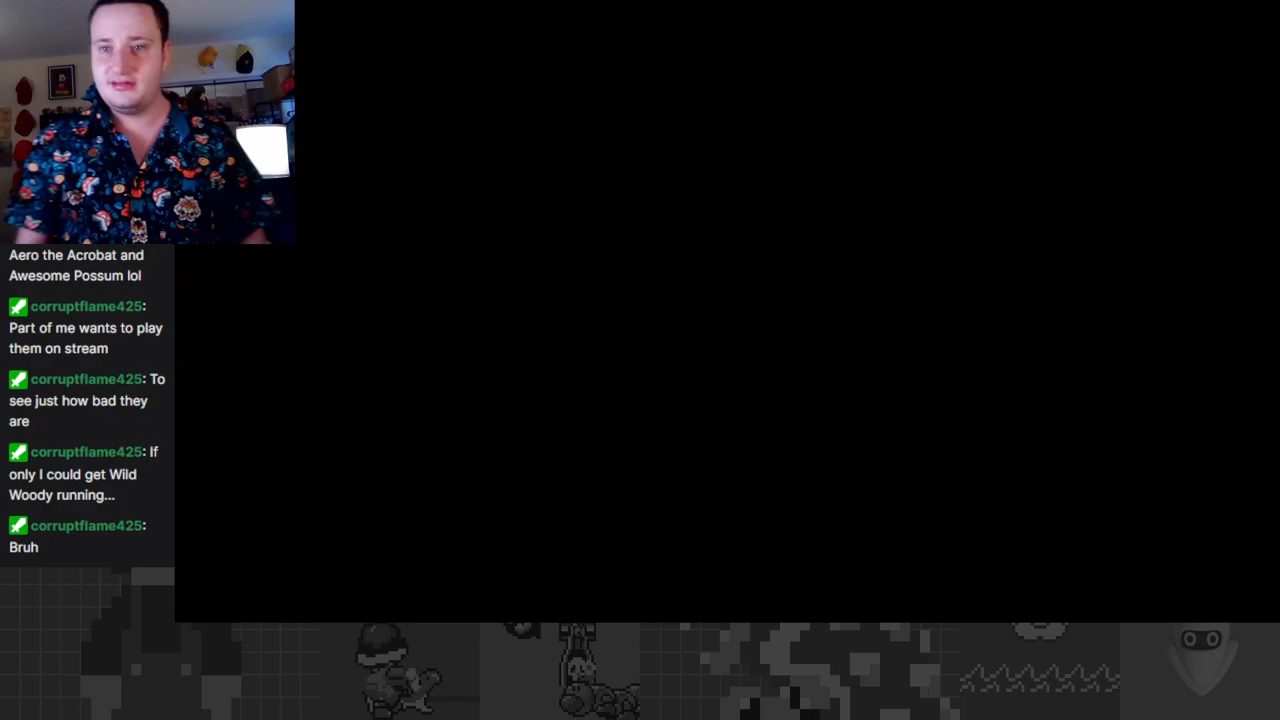 Aero the Acrobat and
Awesome Possum lol
corruptflame425:
Part of me wants to play
them on stream
corruptflame425: To
see just how bad they
are
corruptflame425: If
only I could get Wild
Woody running...
corruptflame425:
Bruh